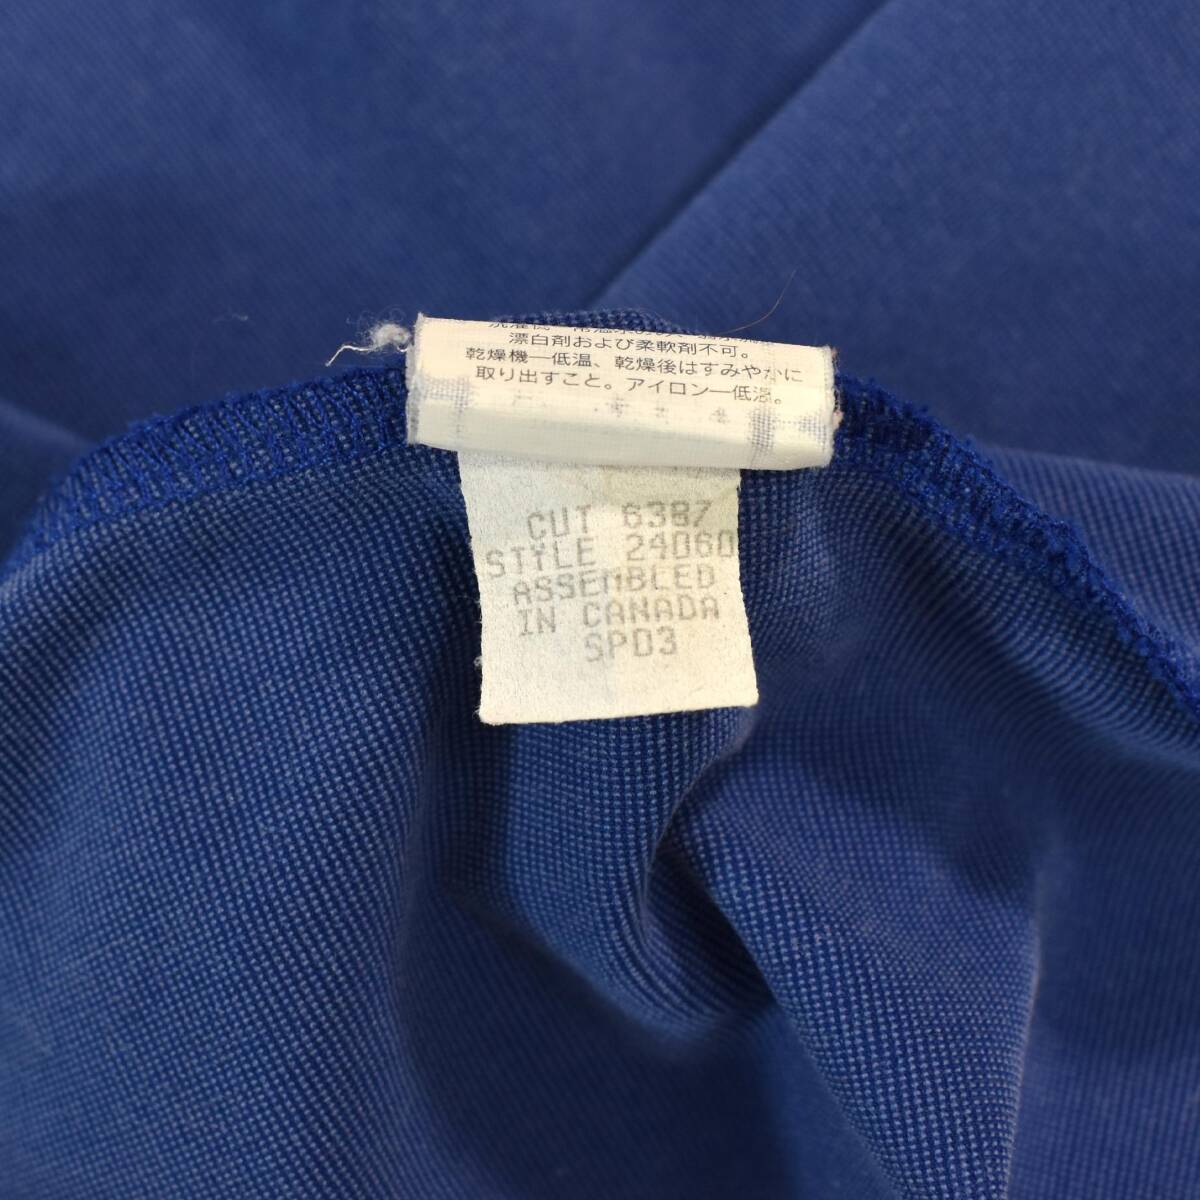 漂白剤および柔軟剤不可。
乾燥機一低温、乾燥後はすみやかに
取り出すこと。アイロン一低温。
CUT 6387
STYLE 24060
ASSEMBLED
IN CANADA
SPD3